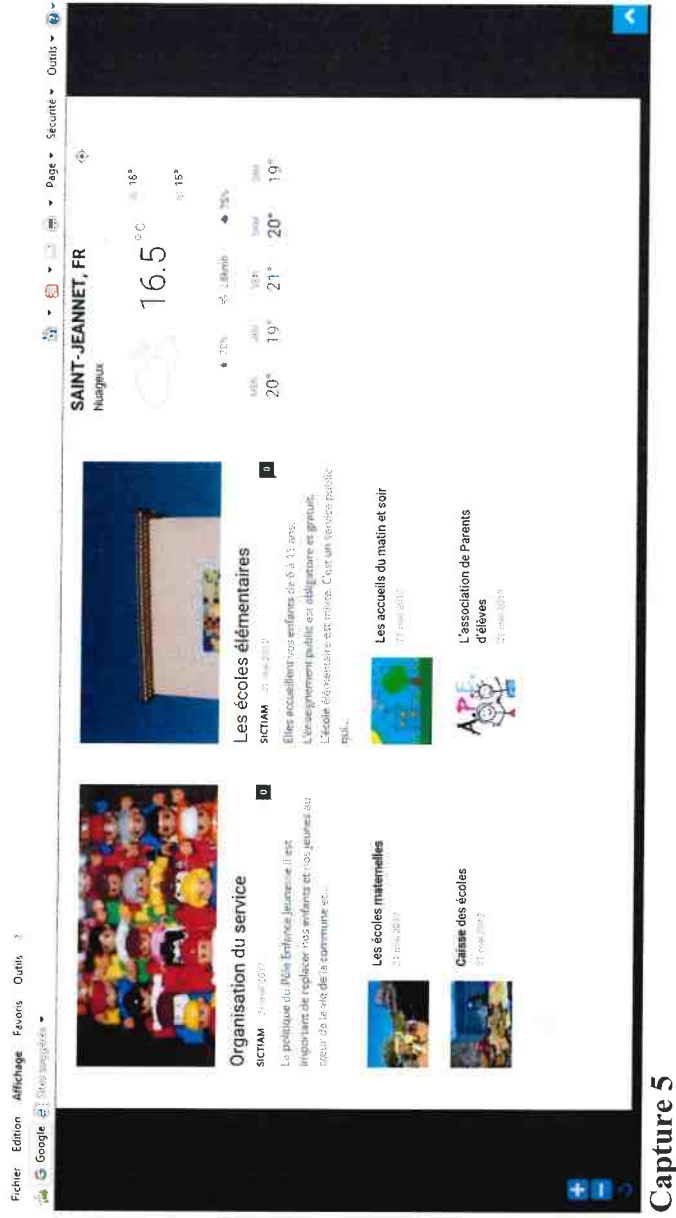 Fichier Edition Affichage Favoris Outils ?
Google Sites suggérés
Page Sécurité Outils
Organisation du service
SICTIAM
0
La politique du Pôle Enfance Jeunesse Il est
important de replacer nos enfants et nos jeunes au
cœur de la vie de la commune et...
Les écoles maternelles
Caisse des écoles
Les écoles élémentaires
SICTIAM
0
Elles accueillent vos enfants de 6 à 11 ans.
L'enseignement public est obligatoire et gratuit.
L'école élémentaire est mixte. C'est un service public
qui...
Les accueils du matin et soir
A.P.E.
L'association de Parents
d'élèves
SAINT-JEANNET, FR
Nuageux
16.5 °C
16°
15°
20° 19° 21° 20° 19°
Capture 5